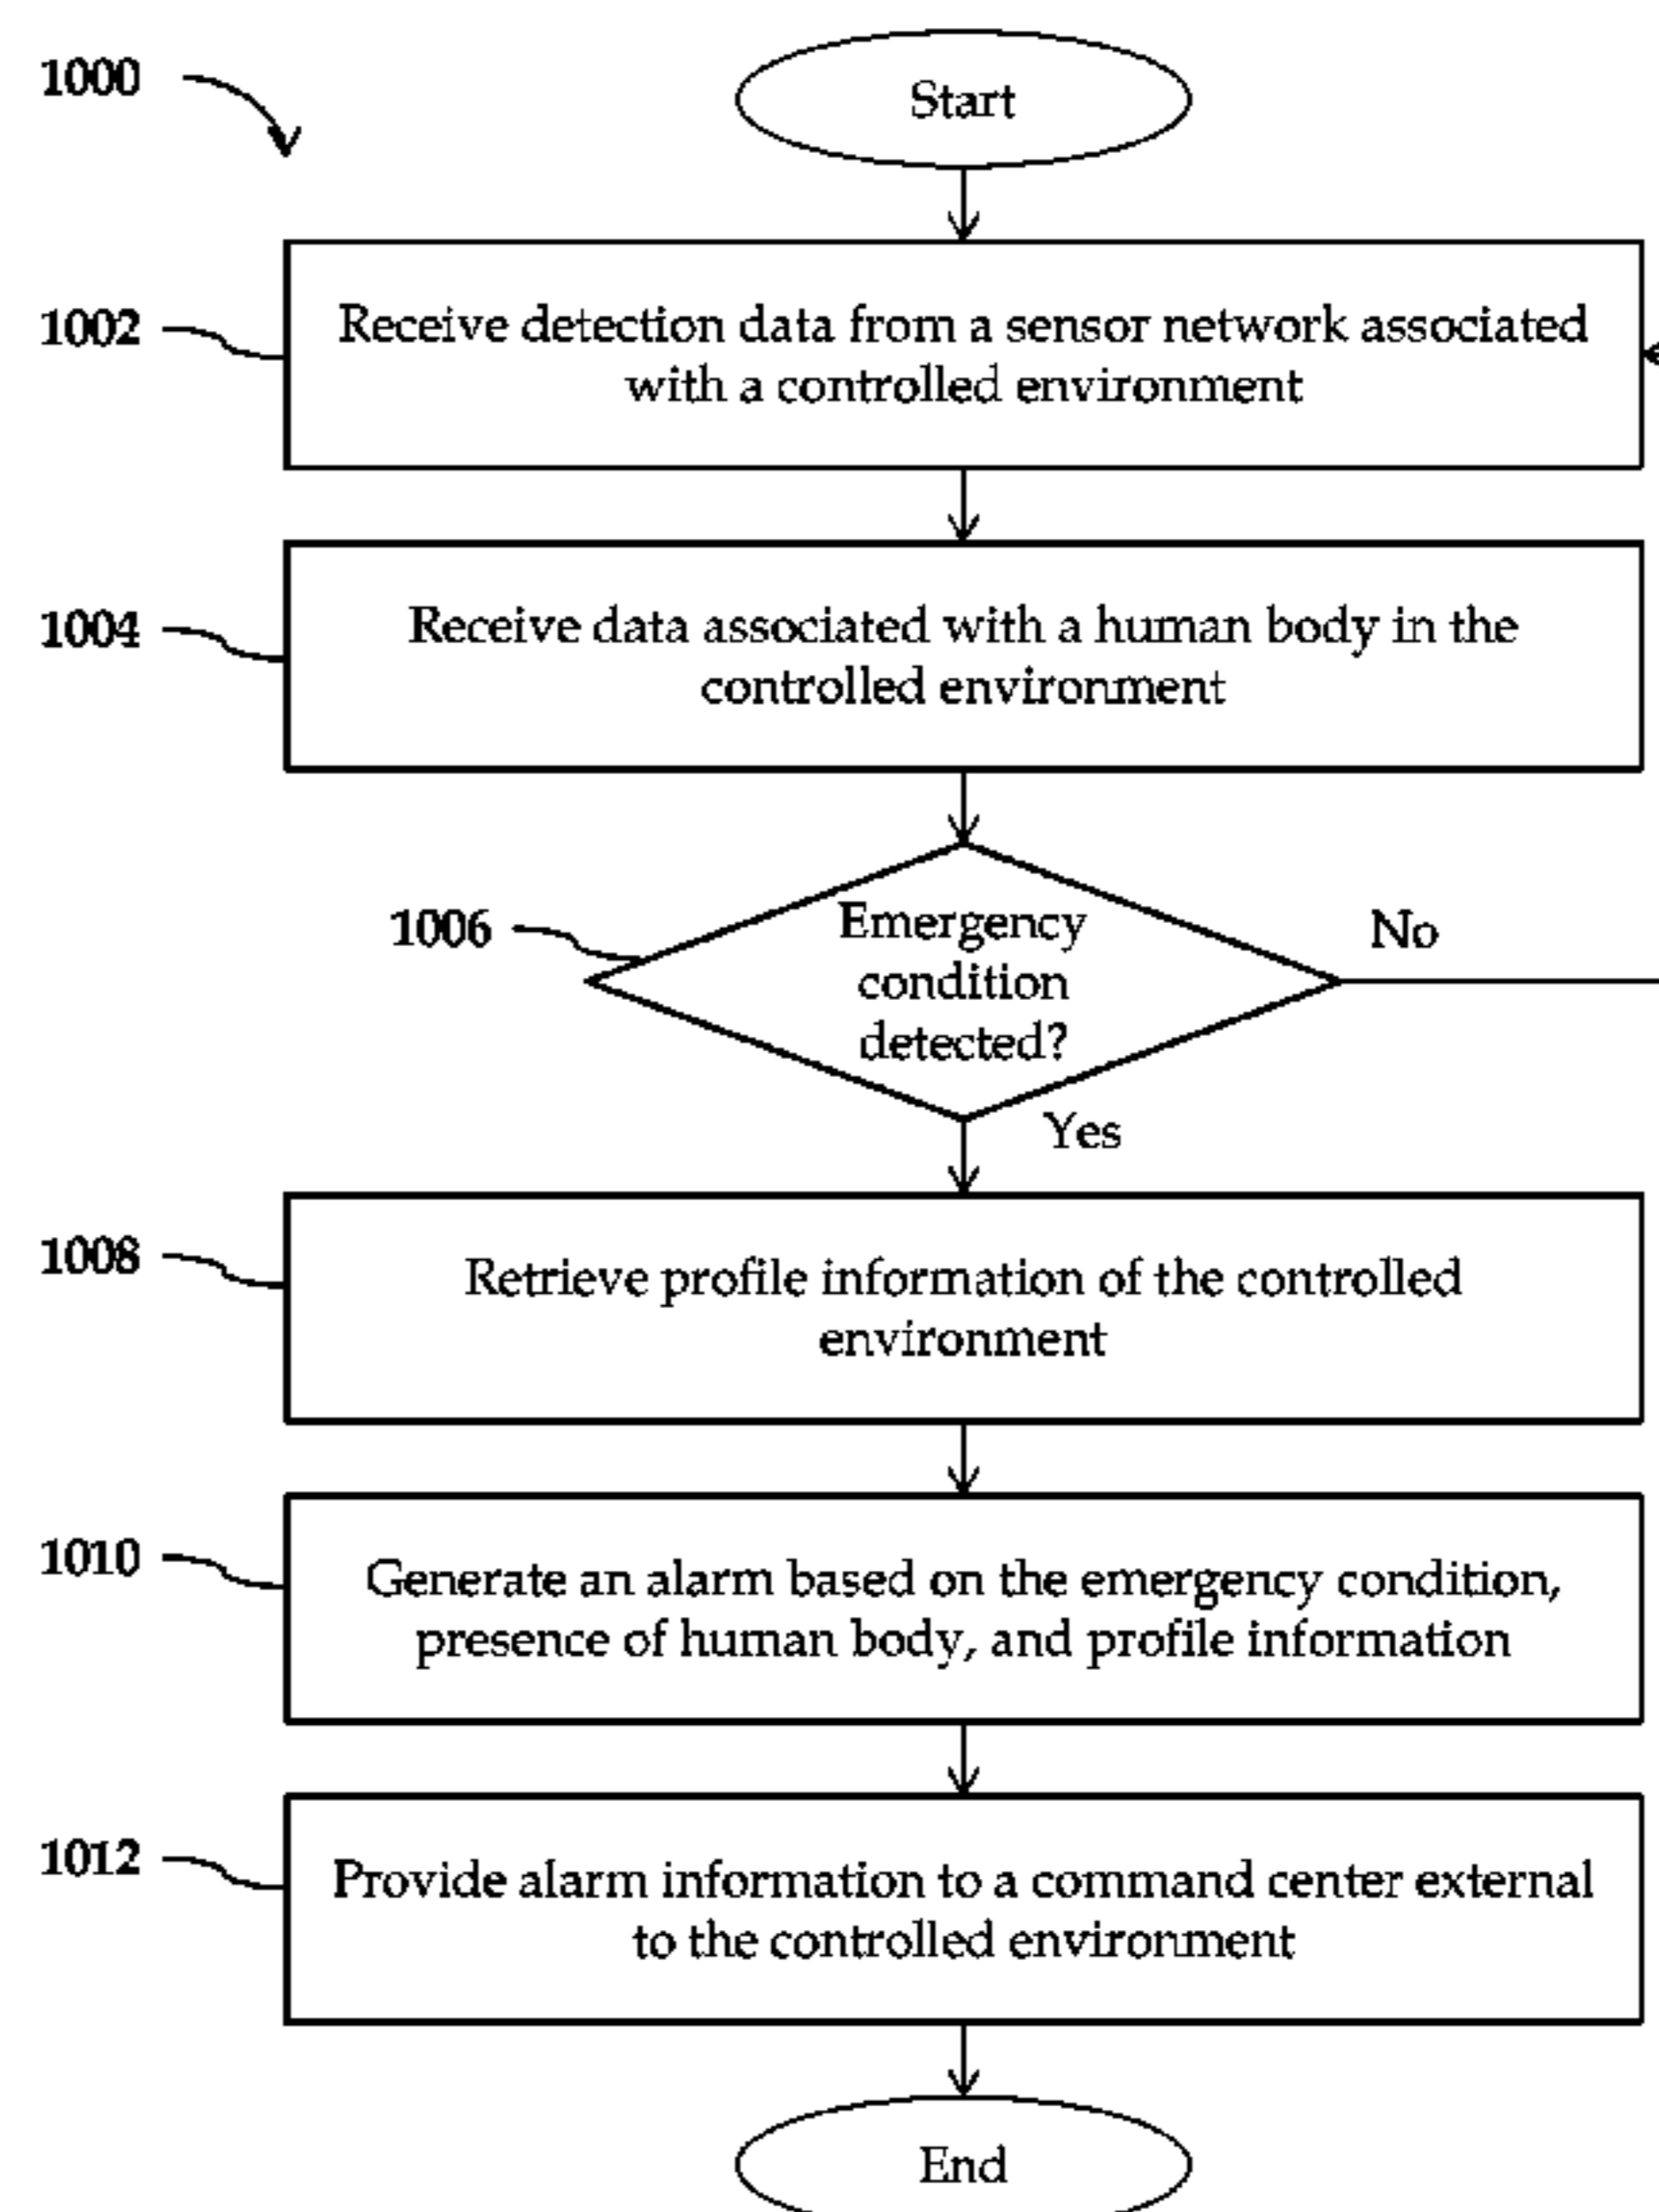 1000
Start
1002
Receive detection data from a sensor network associated
with a controlled environment
1004
Receive data associated with a human body in the
controlled environment
1006
Emergency
condition
detected?
No
Yes
1008
Retrieve profile information of the controlled
environment
1010
Generate an alarm based on the emergency condition,
presence of human body, and profile information
1012
Provide alarm information to a command center external
to the controlled environment
End